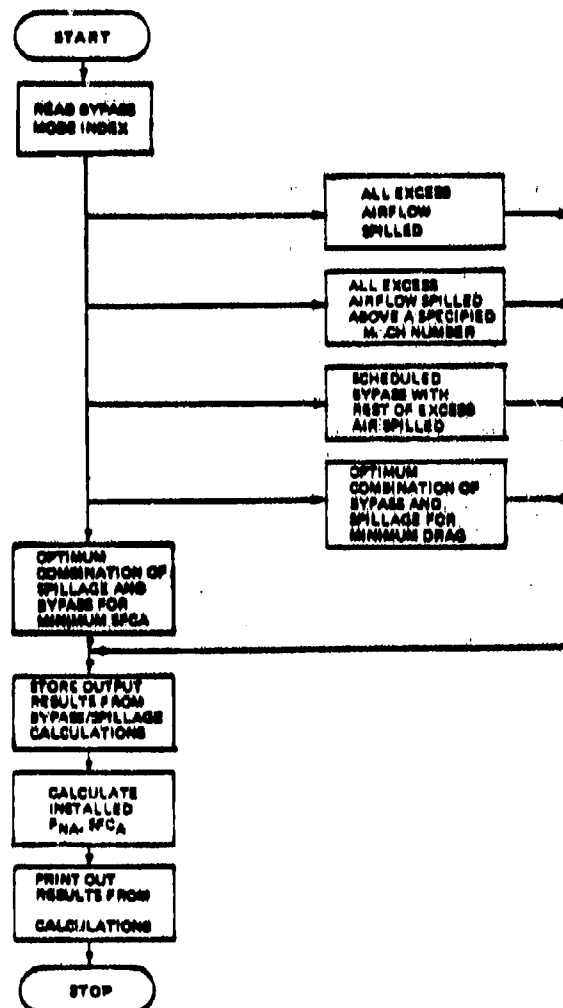 START
READ BYPASS
MODE INDEX
ALL EXCESS
AIRFLOW
SPILLED
ALL EXCESS
AIRFLOW SPILLED
ABOVE A SPECIFIED
NUMBER
SCHEDULED
BYPASS WITH
REST OF EXCESS
AIR SPILLED
OPTIMUM
COMBINATION OF
BYPASS AND
SPILLAGE FOR
MINIMUM DRAG
OPTIMUM
COMBINATION OF
SPILLAGE AND
BYPASS FOR
MINIMUM SFCA
STORE OUTPUT
RESULTS FROM
BYPASS/SPILLAGE
CALCULATIONS
CALCULATE
INSTALLED
FNA, SFCA
PRINT OUT
RESULTS FROM
CALCULATIONS
STOP